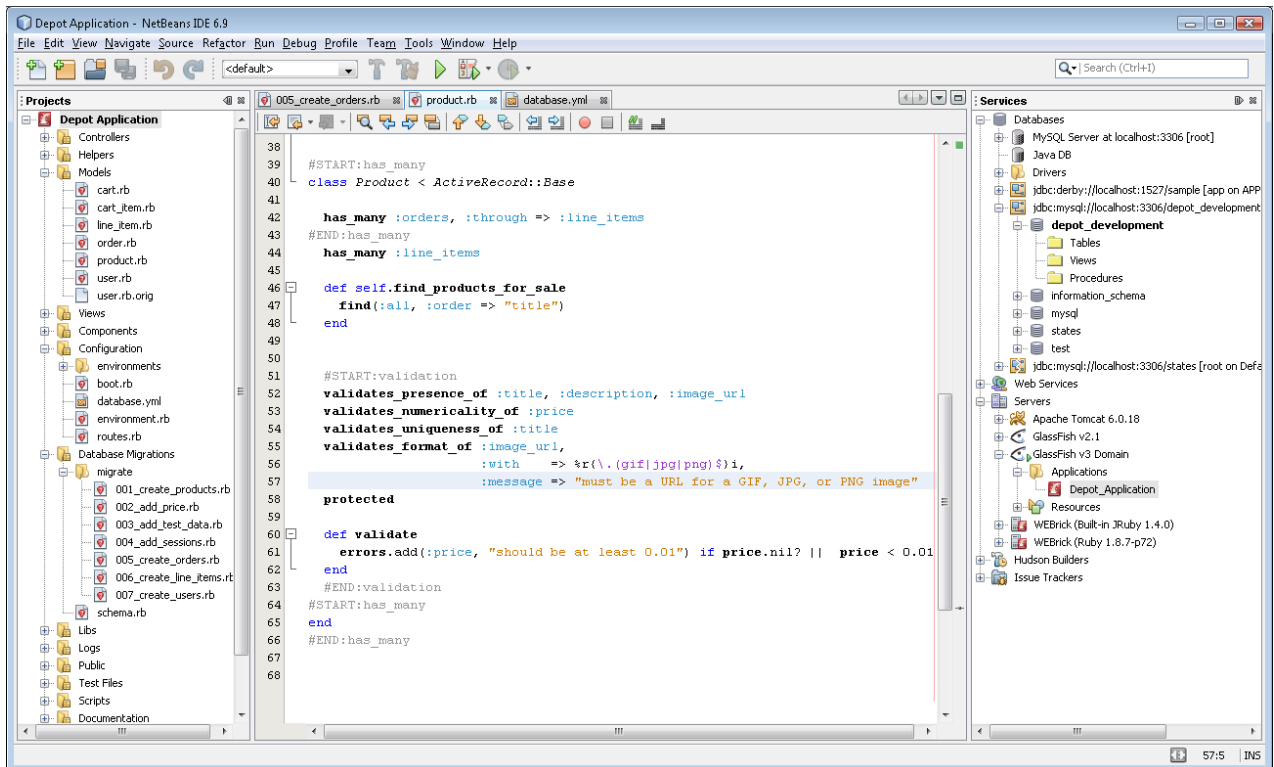 Depot Application - NetBeans IDE 6.9
File Edit View Navigate Source Refactor Run Debug Profile Team Tools Window Help
<default>
Search (Ctrl+I)
Projects
Depot Application
Controllers
Helpers
Models
cart.rb
cart_item.rb
line_item.rb
order.rb
product.rb
user.rb
user.rb.orig
Views
Components
Configuration
environments
boot.rb
database.yml
environment.rb
routes.rb
Database Migrations
migrate
001_create_products.rb
002_add_price.rb
003_add_test_data.rb
004_add_sessions.rb
005_create_orders.rb
006_create_line_items.rb
007_create_users.rb
schema.rb
Libs
Logs
Public
Test Files
Scripts
Documentation
005_create_orders.rb product.rb database.yml
38
39 #START:has_many
40 class Product < ActiveRecord::Base
41
42 has_many :orders, :through => :line_items
43 #END:has_many
44 has_many :line_items
45
46 def self.find_products_for_sale
47 find(:all, :order => "title")
48 end
49
50
51 #START:validation
52 validates_presence_of :title, :description, :image_url
53 validates_numericality_of :price
54 validates_uniqueness_of :title
55 validates_format_of :image_url,
56 :with => %r{\.(gif|jpg|png)$}i,
57 :message => "must be a URL for a GIF, JPG, or PNG image"
58 protected
59
60 def validate
61 errors.add(:price, "should be at least 0.01") if price.nil? || price < 0.01
62 end
63 #END:validation
64 #START:has_many
65 end
66 #END:has_many
67
68
Services
Databases
MySQL Server at localhost:3306 [root]
Java DB
Drivers
jdbc:derby://localhost:1527/sample [app on APP
jdbc:mysql://localhost:3306/depot_development
depot_development
Tables
Views
Procedures
information_schema
mysql
states
test
jdbc:mysql://localhost:3306/states [root on Defa
Web Services
Servers
Apache Tomcat 6.0.18
GlassFish v2.1
GlassFish v3 Domain
Applications
Depot_Application
Resources
WEBrick (Built-in JRuby 1.4.0)
WEBrick (Ruby 1.8.7-p72)
Hudson Builders
Issue Trackers
57:5 INS